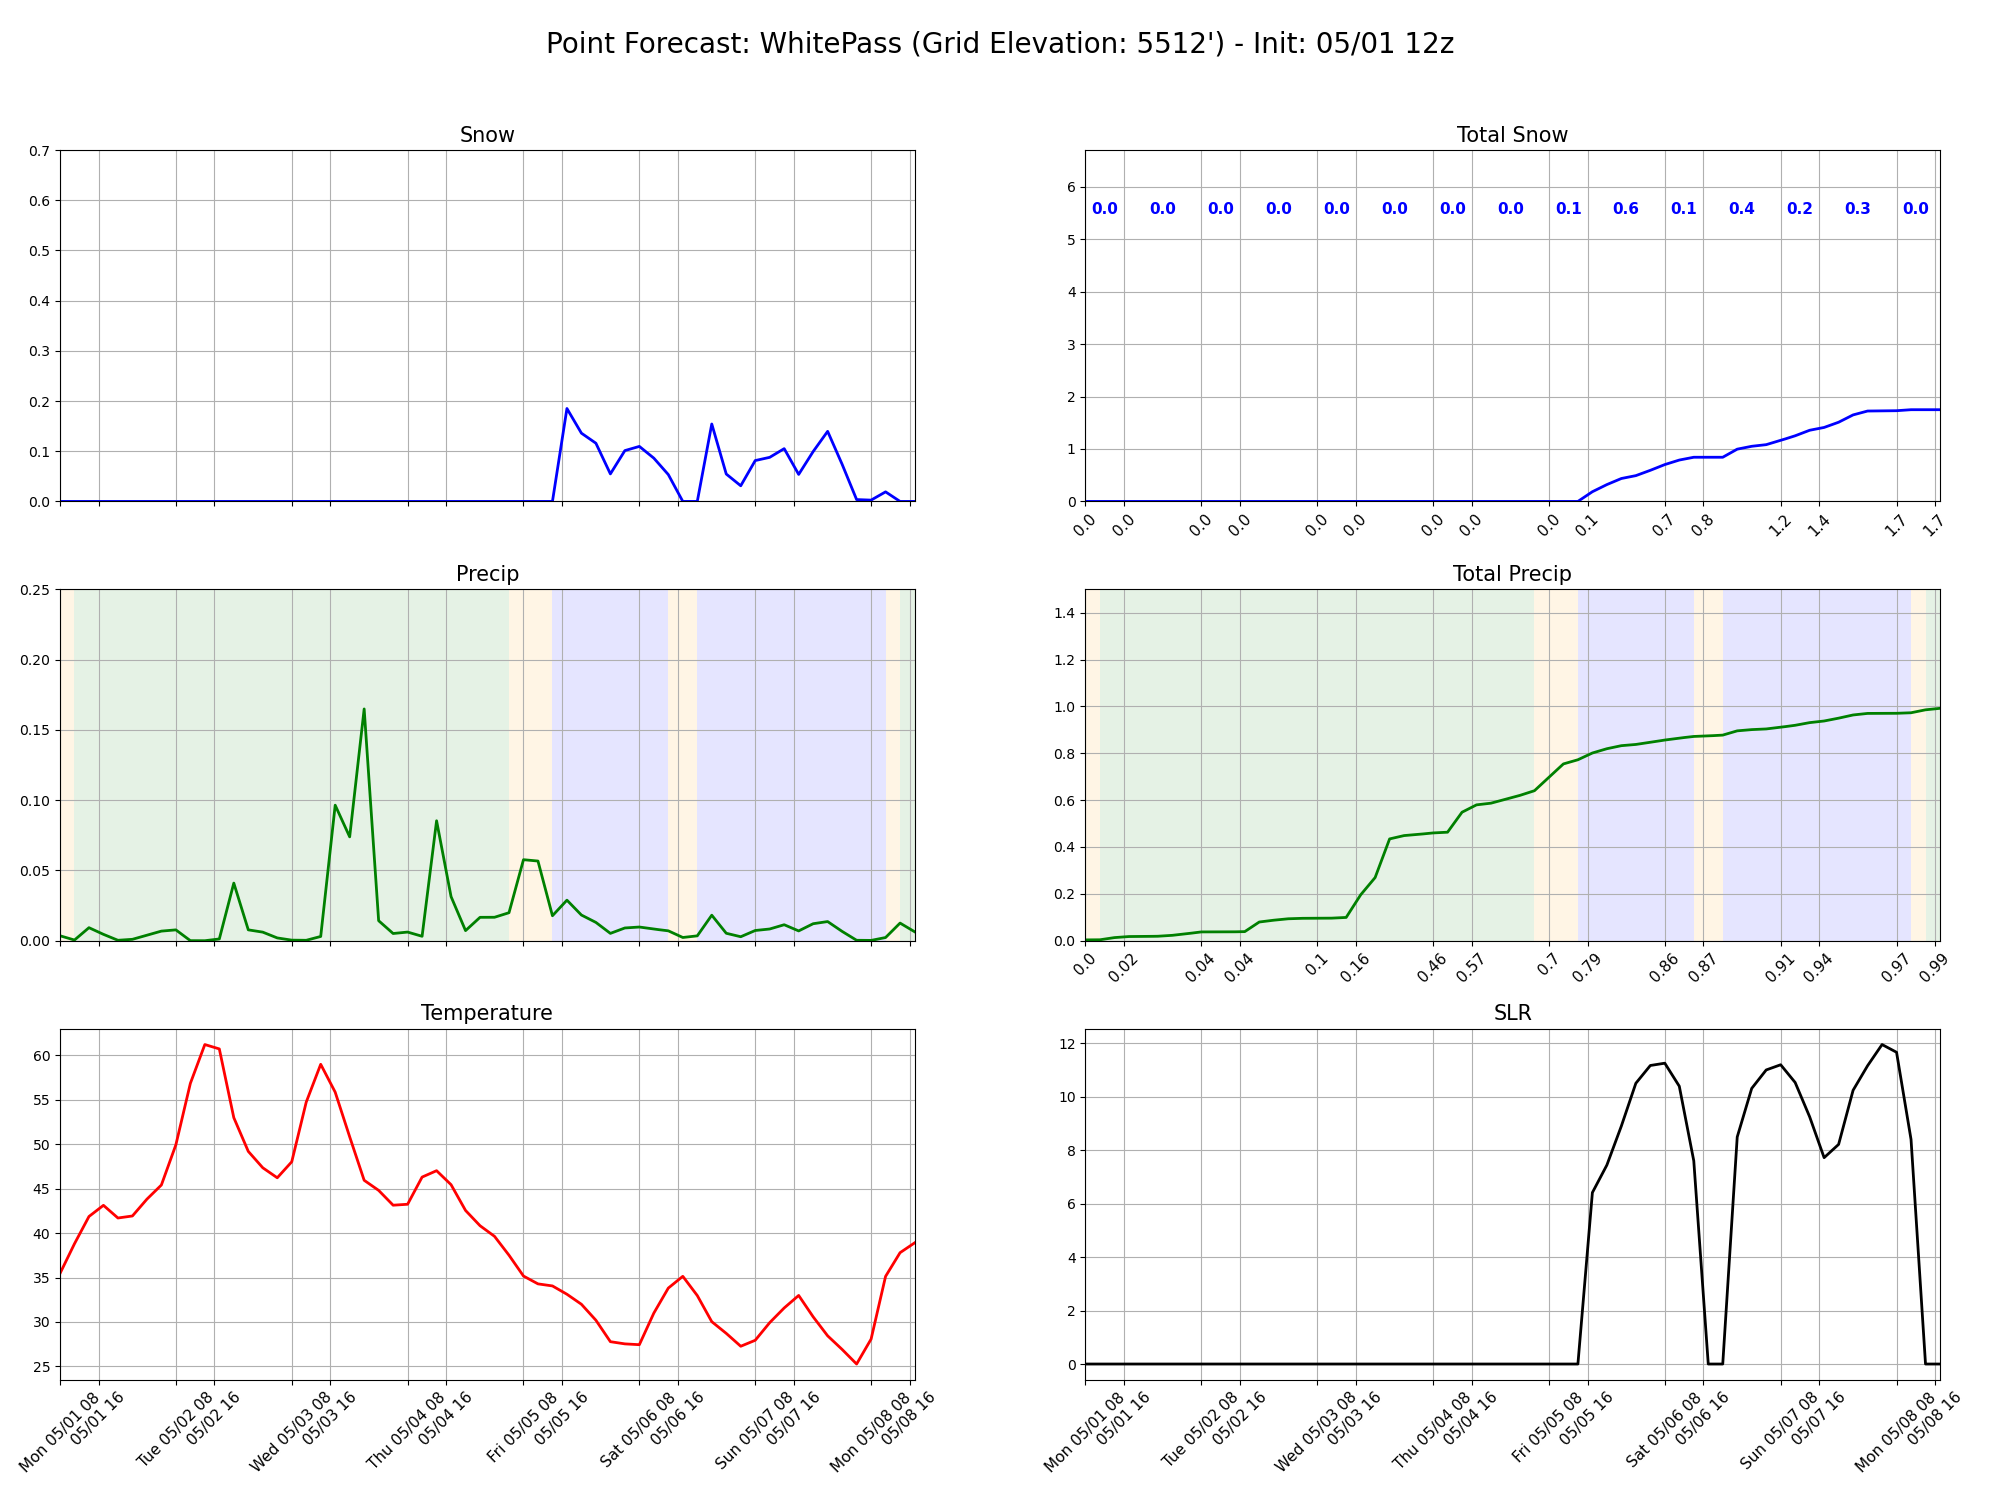 Point Forecast: WhitePass (Grid Elevation: 5512') - Init: 05/01 12z
Snow
0.7
0.6
0.5
0.4
0.3
0.2
0.1
0.0
Total Snow
6
5
4
3
2
1
0
0.0 0.0 0.0 0.0 0.0 0.0 0.0 0.0 0.1 0.6 0.1 0.4 0.2 0.3 0.0
0.0 0.0 0.0 0.0 0.0 0.0 0.0 0.0 0.0 0.1 0.7 0.8 1.2 1.4 1.7 1.7
Precip
0.25
0.20
0.15
0.10
0.05
0.00
Total Precip
1.4
1.2
1.0
0.8
0.6
0.4
0.2
0.0
0.0 0.02 0.04 0.04 0.1 0.16 0.46 0.57 0.7 0.79 0.86 0.87 0.91 0.94 0.97 0.99
Temperature
60
55
50
45
40
35
30
25
Mon 05/01 08
05/01 16
Tue 05/02 08
05/02 16
Wed 05/03 08
05/03 16
Thu 05/04 08
05/04 16
Fri 05/05 08
05/05 16
Sat 05/06 08
05/06 16
Sun 05/07 08
05/07 16
Mon 05/08 08
05/08 16
SLR
12
10
8
6
4
2
0
Mon 05/01 08
05/01 16
Tue 05/02 08
05/02 16
Wed 05/03 08
05/03 16
Thu 05/04 08
05/04 16
Fri 05/05 08
05/05 16
Sat 05/06 08
05/06 16
Sun 05/07 08
05/07 16
Mon 05/08 08
05/08 16